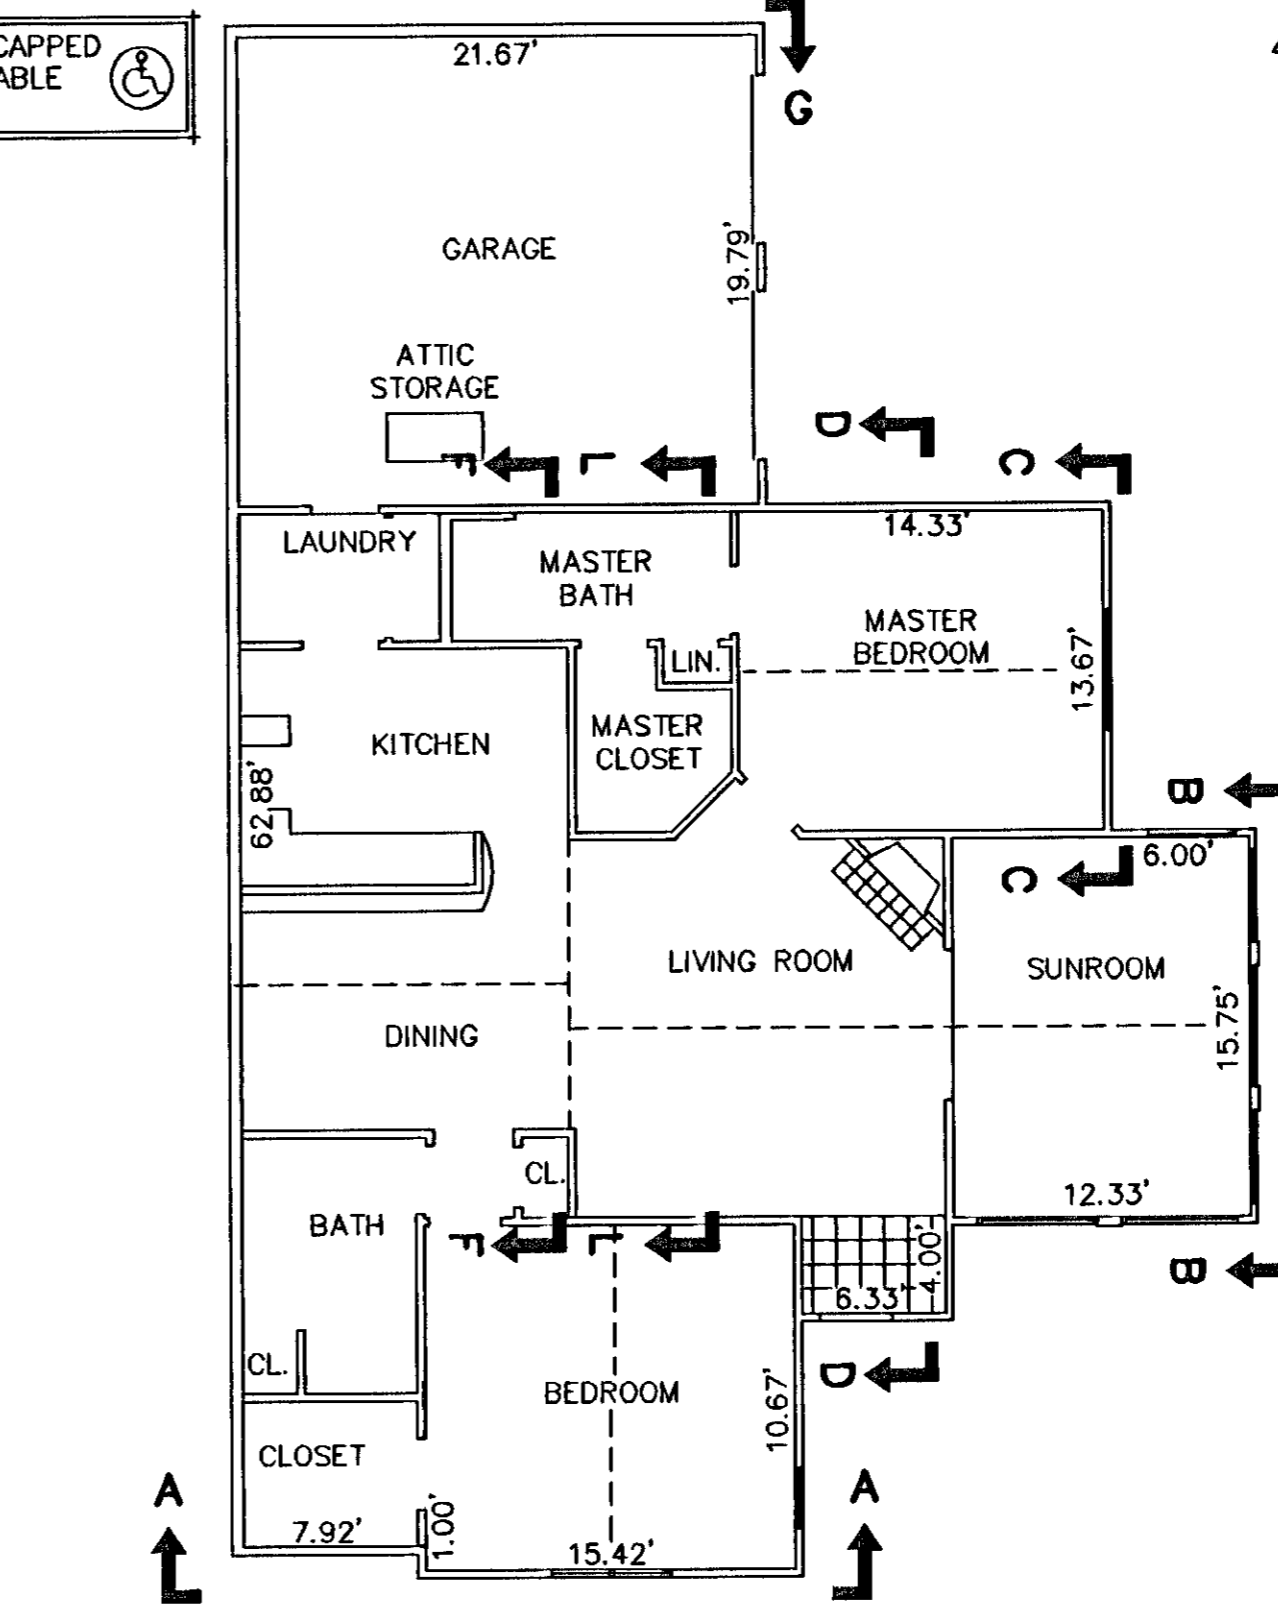 CAPPED
ABLE
21.67'
G
GARAGE
19.79'
ATTIC
STORAGE
D
C
F
L
LAUNDRY
MASTER
BATH
14.33'
MASTER
BEDROOM
13.67'
LIN.
KITCHEN
MASTER
CLOSET
62.88'
B
6.00'
C
LIVING ROOM
SUNROOM
15.75'
DINING
CL.
12.33'
BATH
F
L
4.00'
6.33'
B
D
CL.
BEDROOM
10.67'
CLOSET
A
A
7.92'
1.00'
15.42'